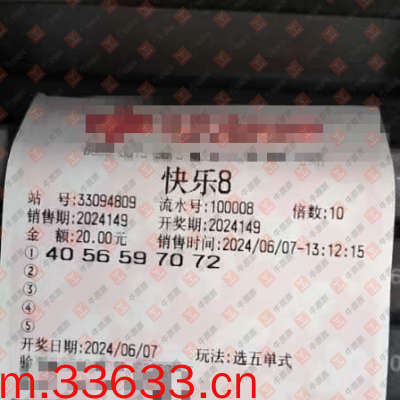 快乐8
站 号:33094809 流水号:100008 倍数:10
销售期:2024149 开奖期:2024149
金 额:20.00元 销售时间:2024/06/07-13:12:15
① 40 56 59 70 72
②
③
④
⑤
开奖日期:2024/06/07 玩法:选五单式
验
m.33633.cn